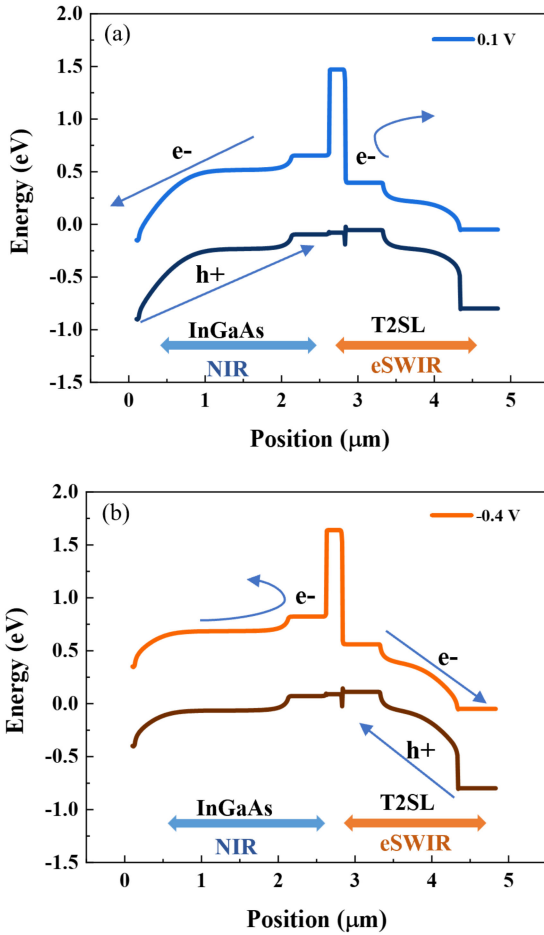 (a)
0.1 V
2.0
1.5
1.0
0.5
0.0
-0.5
-1.0
-1.5
Energy (eV)
e-
e-
h+
InGaAs
T2SL
NIR
eSWIR
0 1 2 3 4 5
Position (μm)
(b)
-0.4 V
2.0
1.5
1.0
0.5
0.0
-0.5
-1.0
-1.5
Energy (eV)
e-
e-
h+
InGaAs
T2SL
NIR
eSWIR
0 1 2 3 4 5
Position (μm)